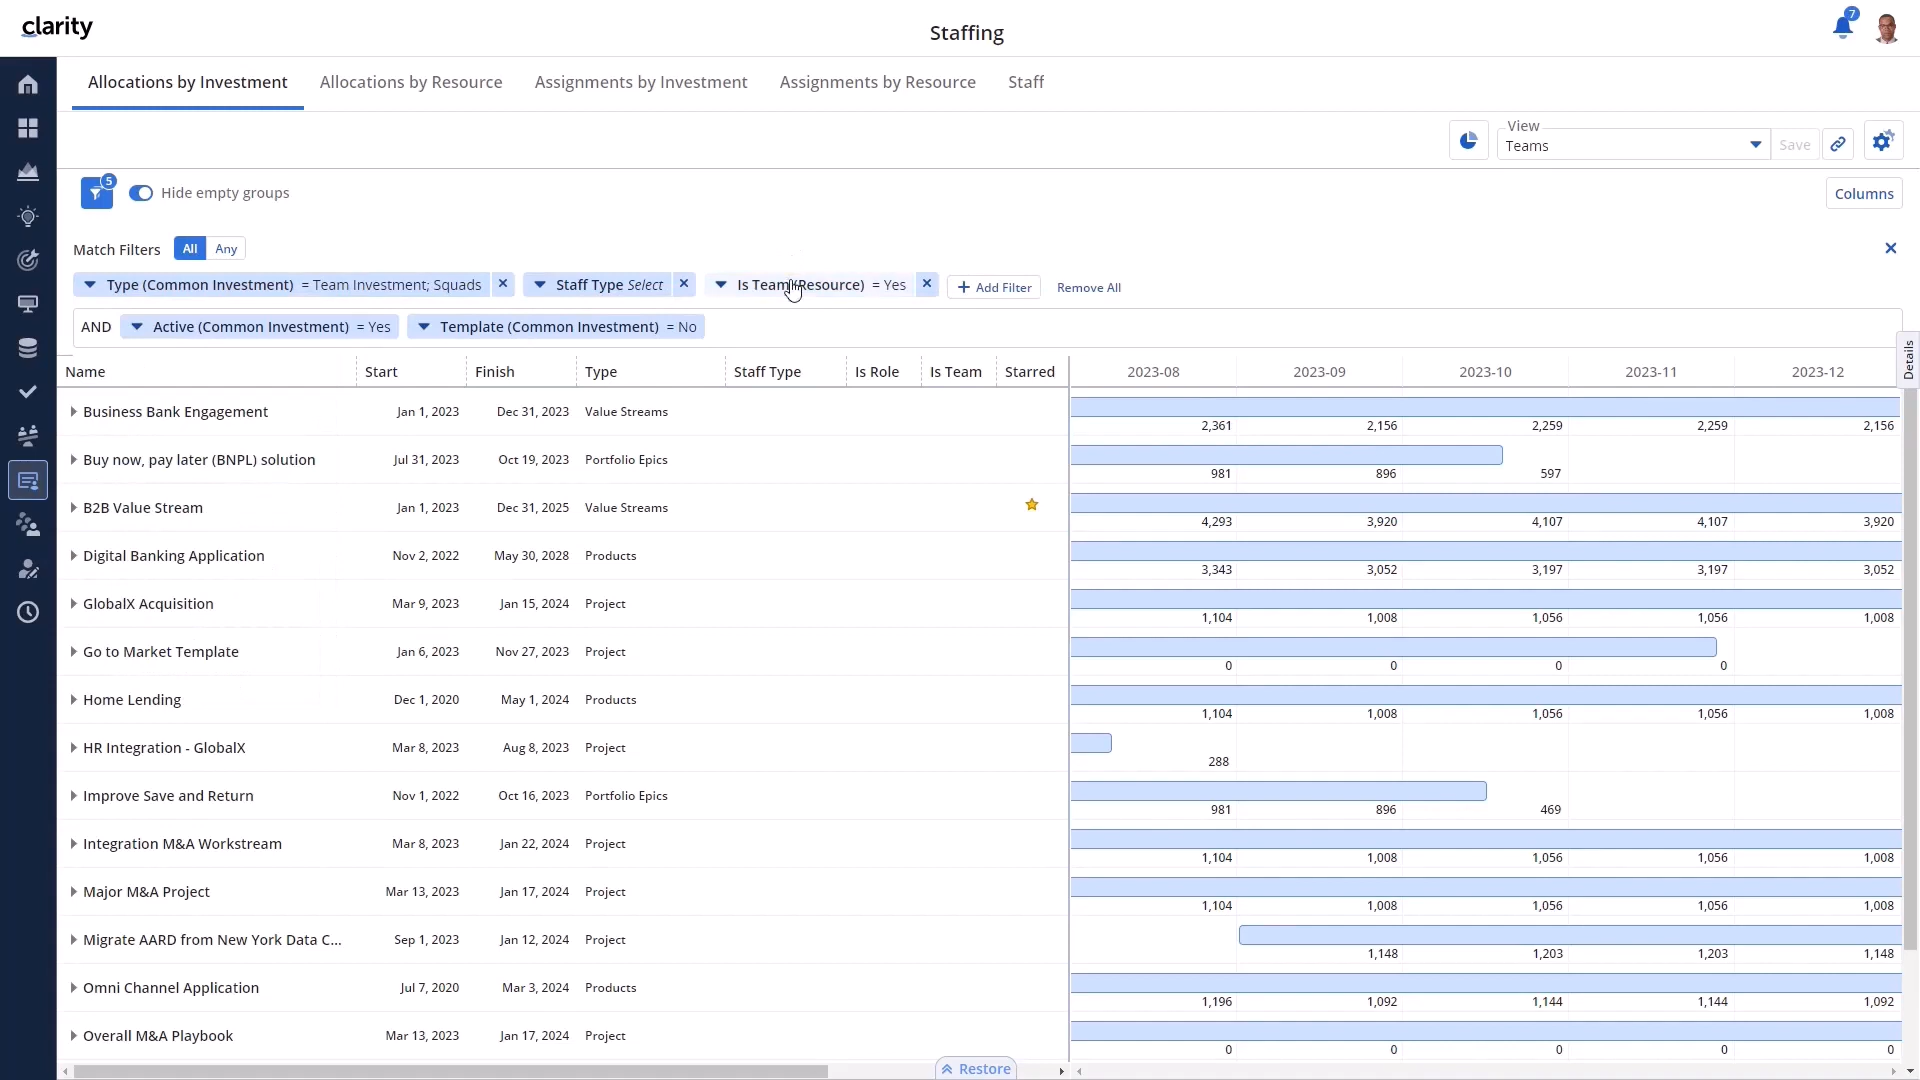 clarity
Staffing
7
Allocations by Investment Allocations by Resource Assignments by Investment Assignments by Resource Staff
View
Teams Save
5
Hide empty groups Columns
Match Filters All Any
Type (Common Investment) = Team Investment; Squads Staff Type Select Is Team (Resource) = Yes + Add Filter Remove All
AND Active (Common Investment) = Yes Template (Common Investment) = No
Details
Name Start Finish Type Staff Type Is Role Is Team Starred 2023-08 2023-09 2023-10 2023-11 2023-12
Business Bank Engagement Jan 1, 2023 Dec 31, 2023 Value Streams
2,361 2,156 2,259 2,259 2,156
Buy now, pay later (BNPL) solution Jul 31, 2023 Oct 19, 2023 Portfolio Epics
981 896 597
B2B Value Stream Jan 1, 2023 Dec 31, 2025 Value Streams
4,293 3,920 4,107 4,107 3,920
Digital Banking Application Nov 2, 2022 May 30, 2028 Products
3,343 3,052 3,197 3,197 3,052
GlobalX Acquisition Mar 9, 2023 Jan 15, 2024 Project
1,104 1,008 1,056 1,056 1,008
Go to Market Template Jan 6, 2023 Nov 27, 2023 Project
0 0 0 0
Home Lending Dec 1, 2020 May 1, 2024 Products
1,104 1,008 1,056 1,056 1,008
HR Integration - GlobalX Mar 8, 2023 Aug 8, 2023 Project
288
Improve Save and Return Nov 1, 2022 Oct 16, 2023 Portfolio Epics
981 896 469
Integration M&A Workstream Mar 8, 2023 Jan 22, 2024 Project
1,104 1,008 1,056 1,056 1,008
Major M&A Project Mar 13, 2023 Jan 17, 2024 Project
1,104 1,008 1,056 1,056 1,008
Migrate AARD from New York Data C... Sep 1, 2023 Jan 12, 2024 Project
1,148 1,203 1,203 1,148
Omni Channel Application Jul 7, 2020 Mar 3, 2024 Products
1,196 1,092 1,144 1,144 1,092
Overall M&A Playbook Mar 13, 2023 Jan 17, 2024 Project
0 0 0 0 0
Restore